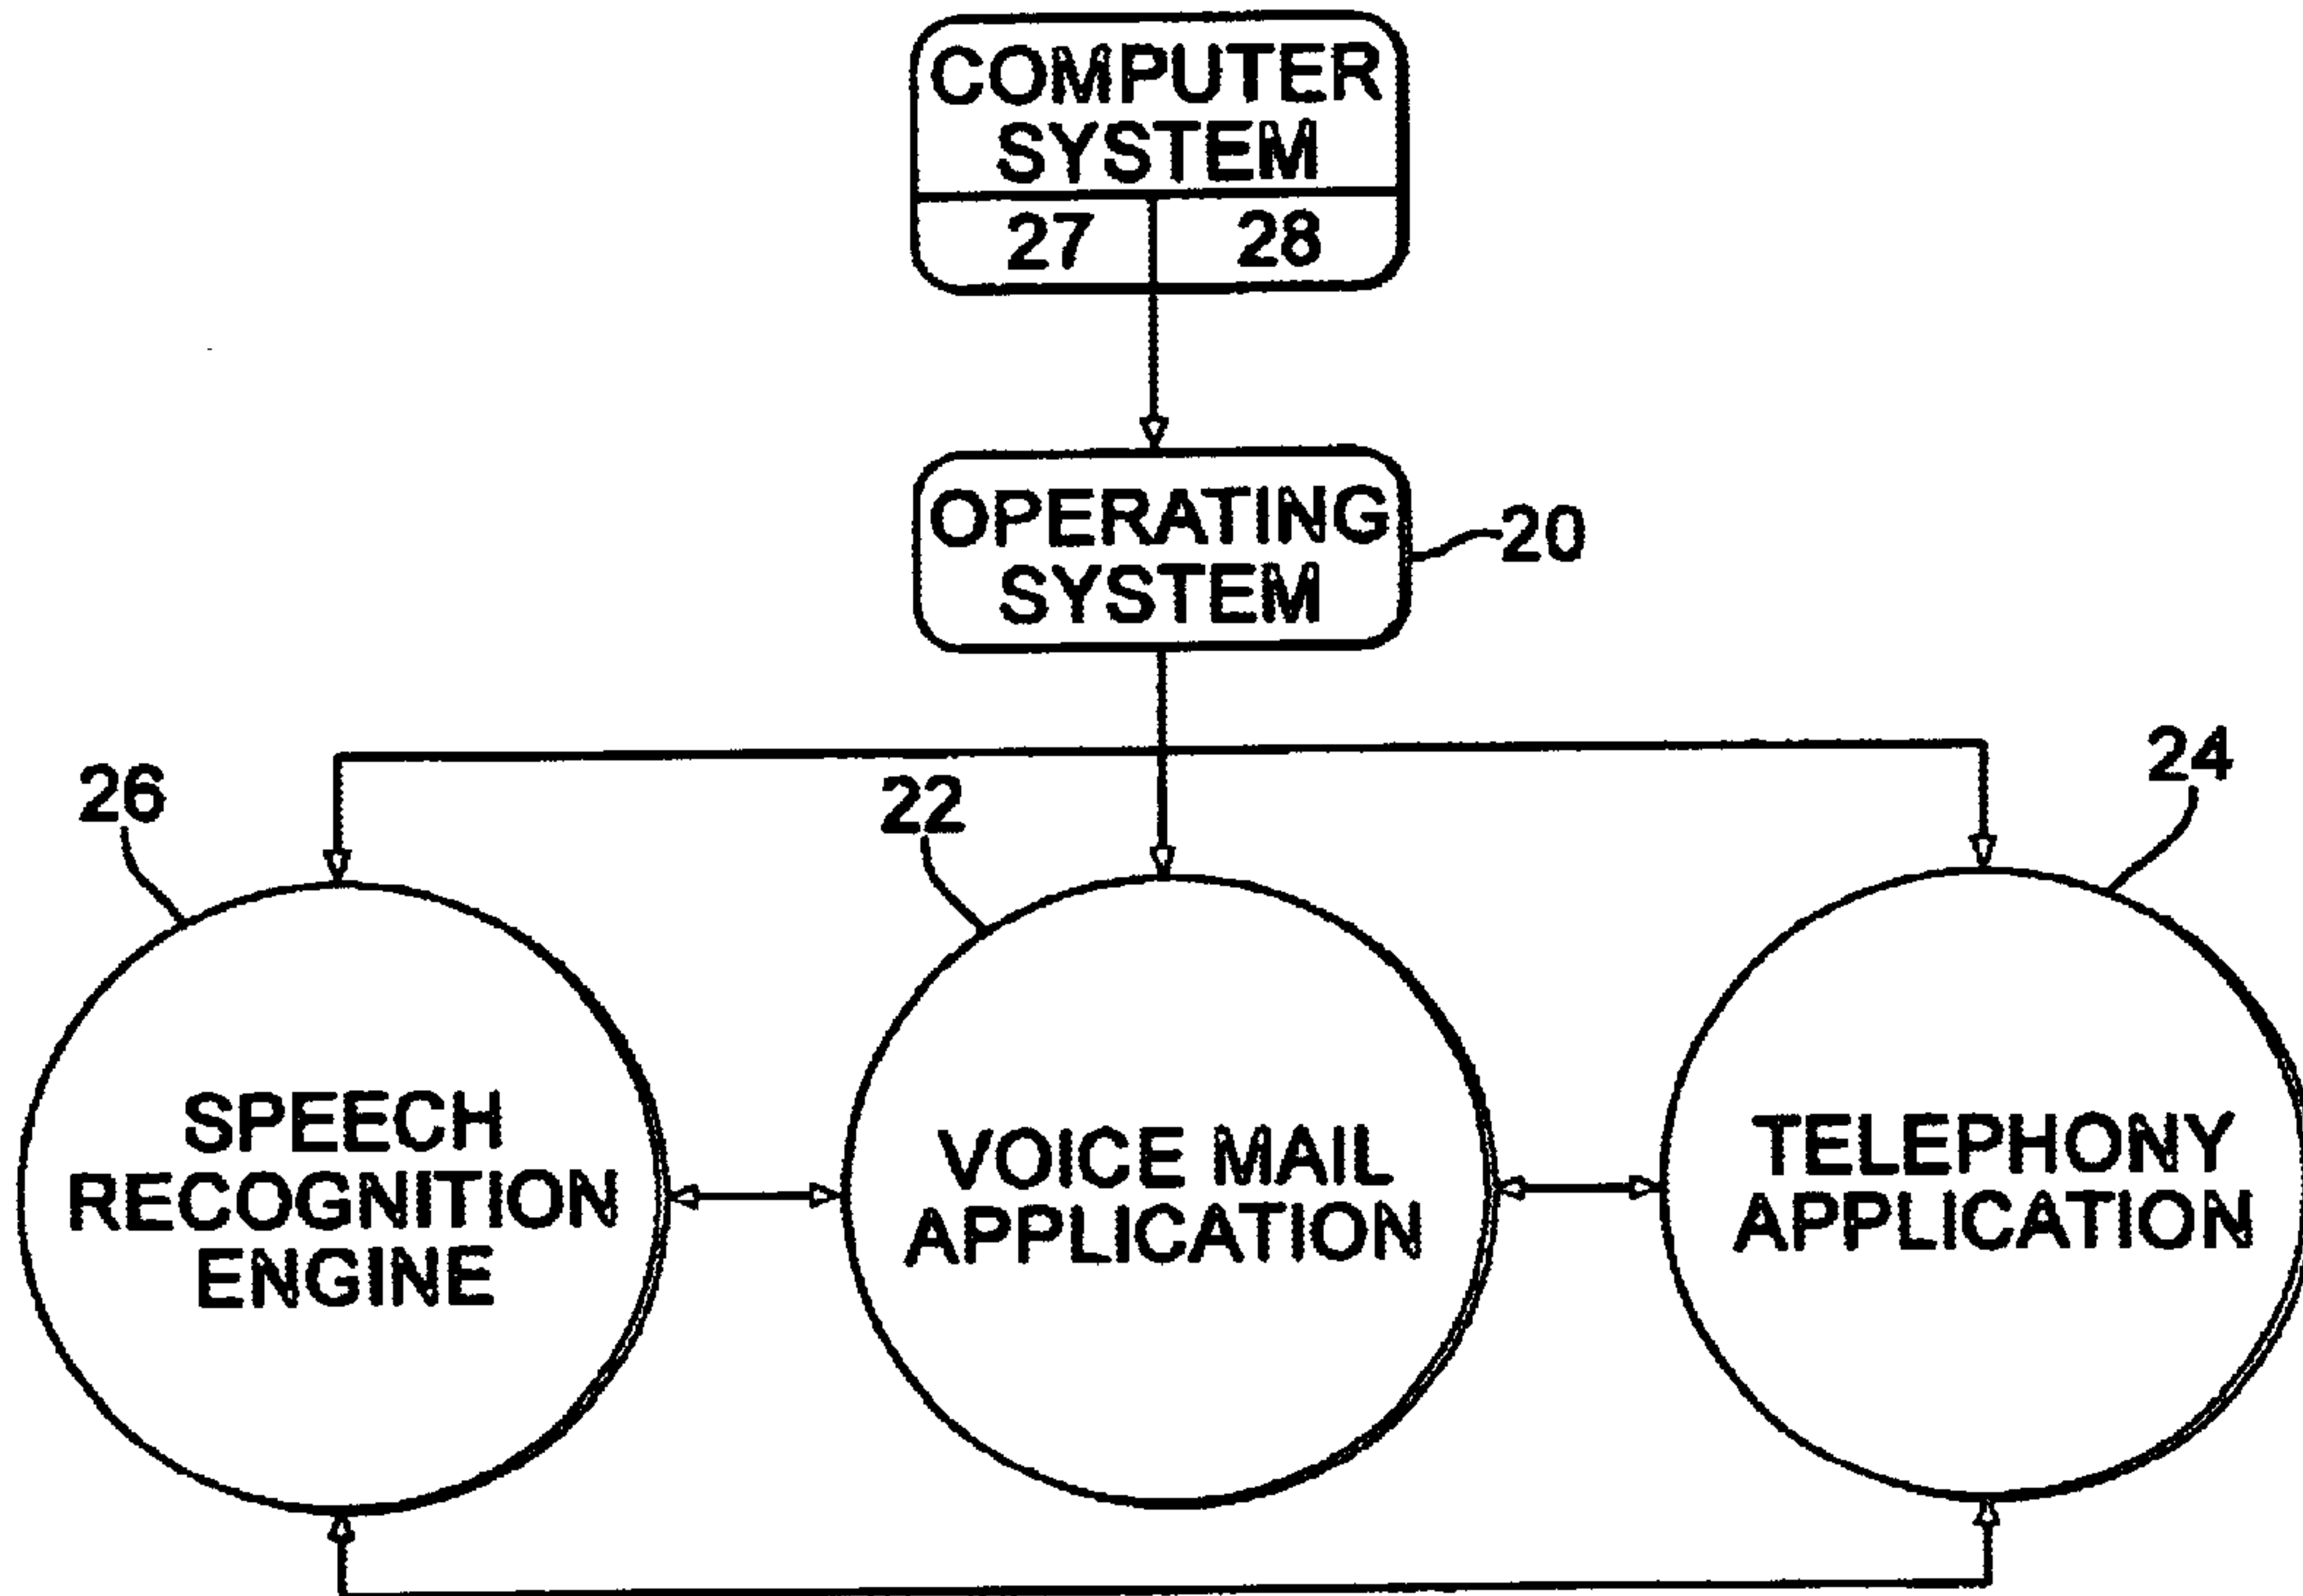 COMPUTER
SYSTEM
27 28
OPERATING
SYSTEM
20
26
22
24
SPEECH
RECOGNITION
ENGINE
VOICE MAIL
APPLICATION
TELEPHONY
APPLICATION